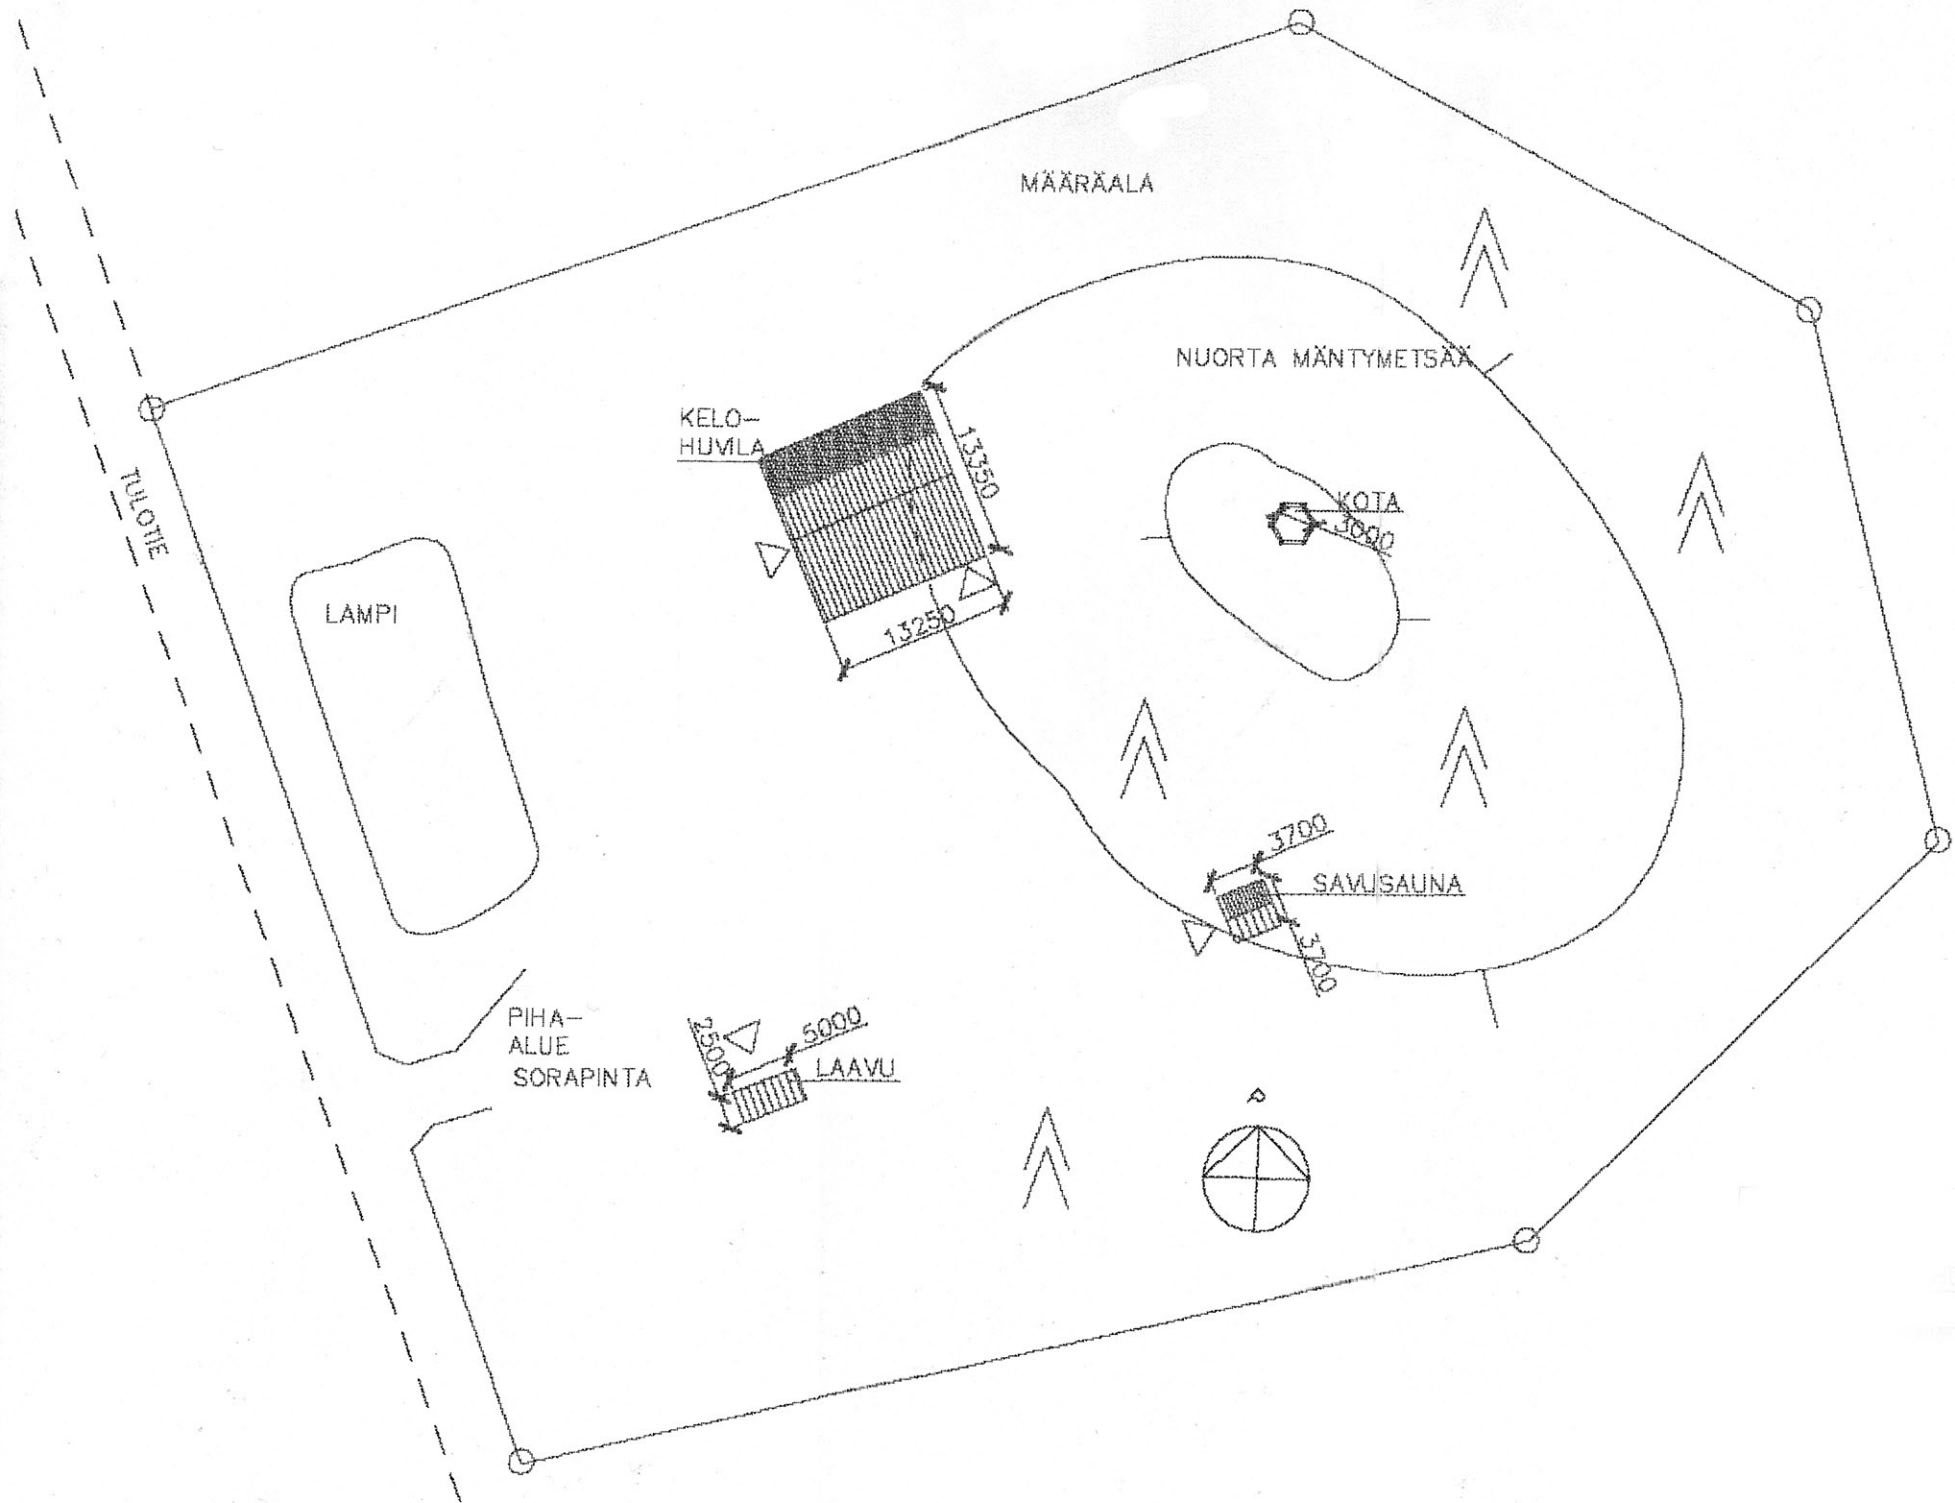 MÄÄRÄALA
NUORTA MÄNTYMETSÄÄ
KELO-
HUVILA
13350
13250
TULOTIE
LAMPI
KOTA
3000
3700
SAVUSAUNA
3700
PIHA-
ALUE
SORAPINTA
2500
5000
LAAVU
P